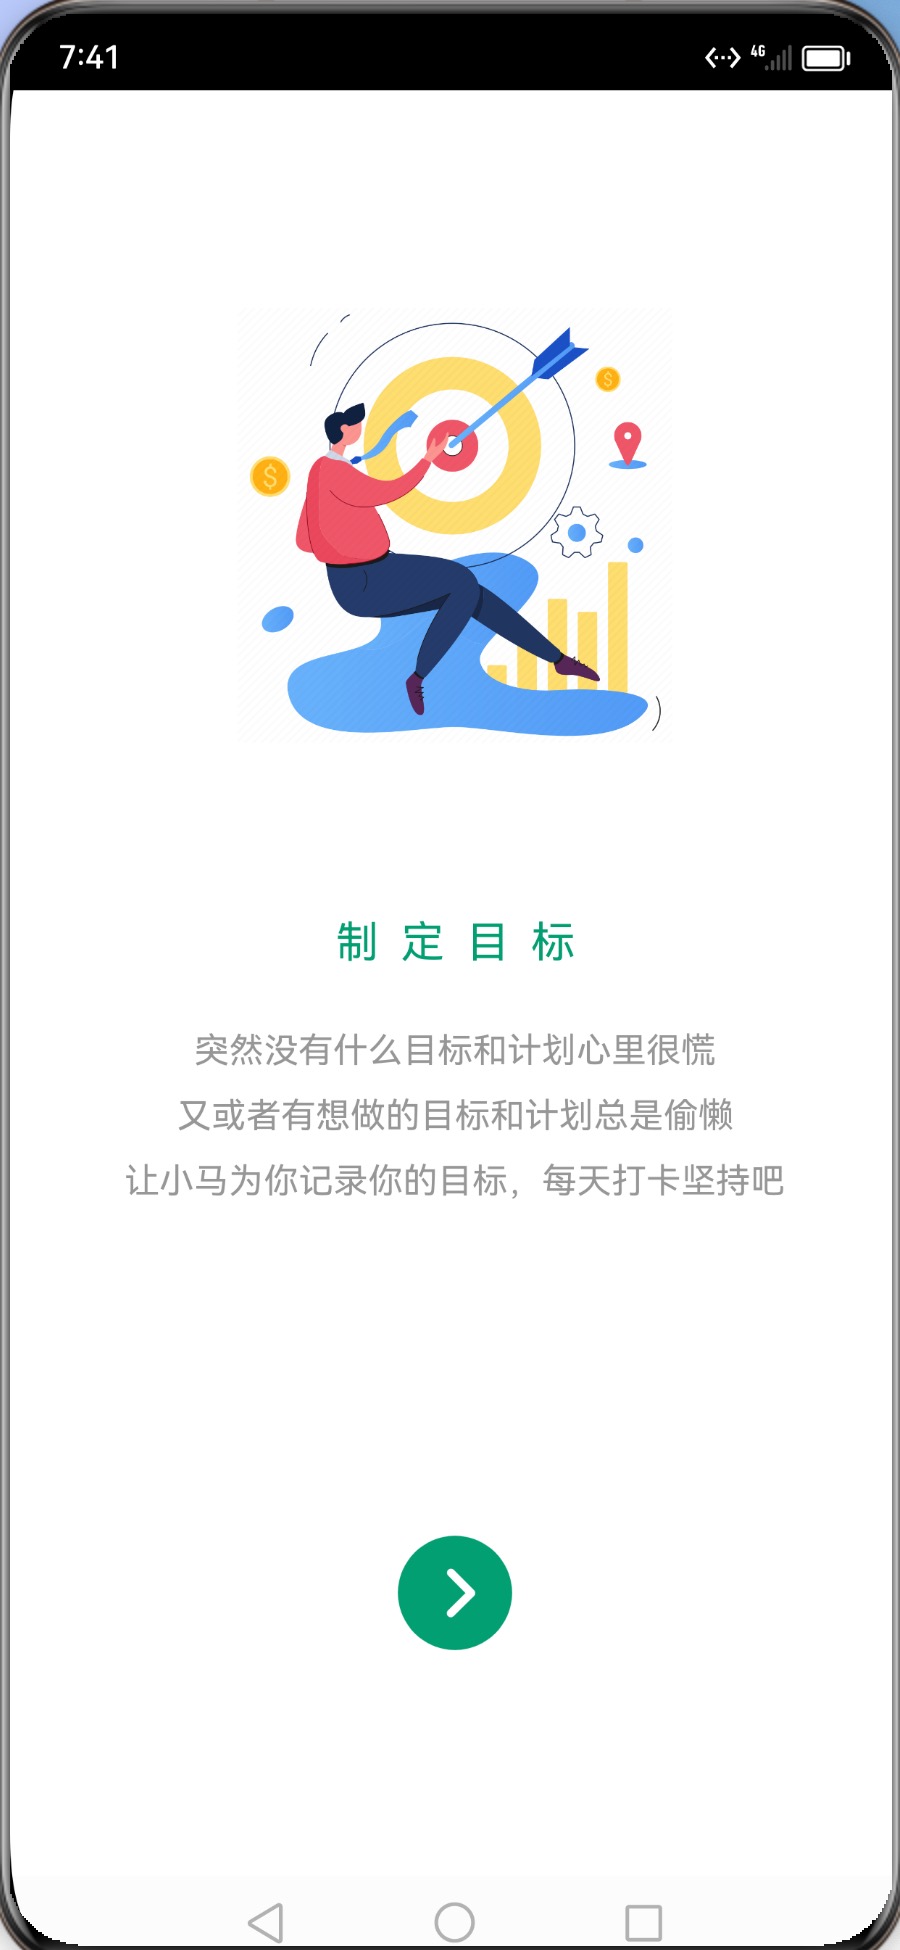 7:41
4G
制定目标
突然没有什么目标和计划心里很慌
又或者有想做的目标和计划总是偷懒
让小马为你记录你的目标，每天打卡坚持吧